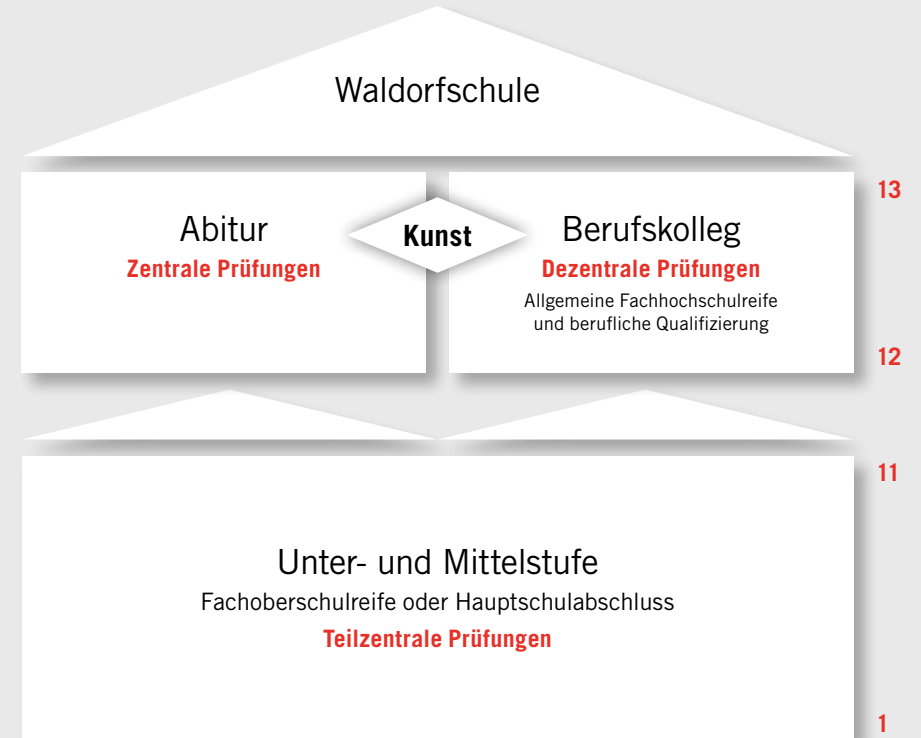 Waldorfschule
13
Abitur
Zentrale Prüfungen
Kunst
Berufskolleg
Dezentrale Prüfungen
Allgemeine Fachhochschulreife
und berufliche Qualifizierung
12
11
Unter- und Mittelstufe
Fachoberschulreife oder Hauptschulabschluss
Teilzentrale Prüfungen
1